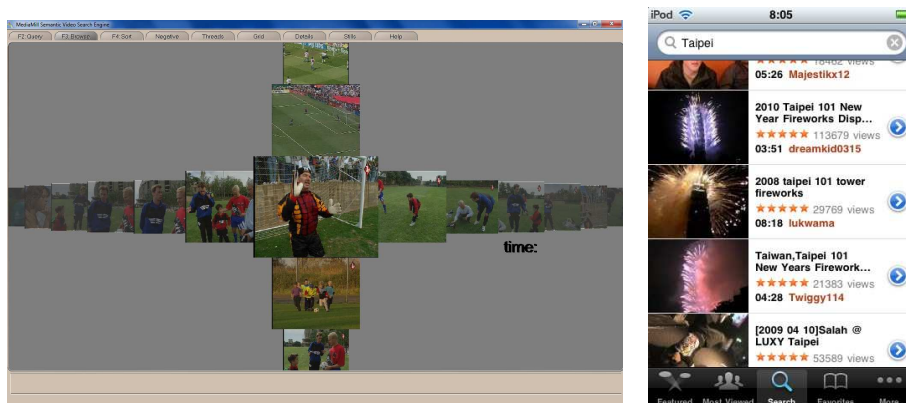 MediaMill Semantic Video Search Engine
F2: Query
F3: Browse
F4: Sort
Negative
Threads
Grid
Details
Stills
Help
time:
iPod
8:05
Taipei
18462 views
05:26 Majestikx12
2010 Taipei 101 New
Year Fireworks Disp...
113679 views
03:51 dreamkid0315
2008 taipei 101 tower
fireworks
29769 views
08:18 lukwama
Taiwan,Taipei 101
New Years Firework...
21383 views
04:28 Twiggy114
[2009 04 10]Salah @
LUXY Taipei
53589 views
Featured
Most Viewed
Search
Favorites
More